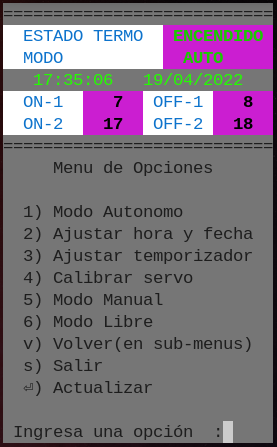 ===========================
ESTADO TERMO ENCENDIDO
MODO AUTO
17:35:06 19/04/2022
ON-1 7 OFF-1 8
ON-2 17 OFF-2 18
===========================
Menu de Opciones
1) Modo Autonomo
2) Ajustar hora y fecha
3) Ajustar temporizador
4) Calibrar servo
5) Modo Manual
6) Modo Libre
v) Volver(en sub-menus)
s) Salir
⏎) Actualizar
Ingresa una opción :